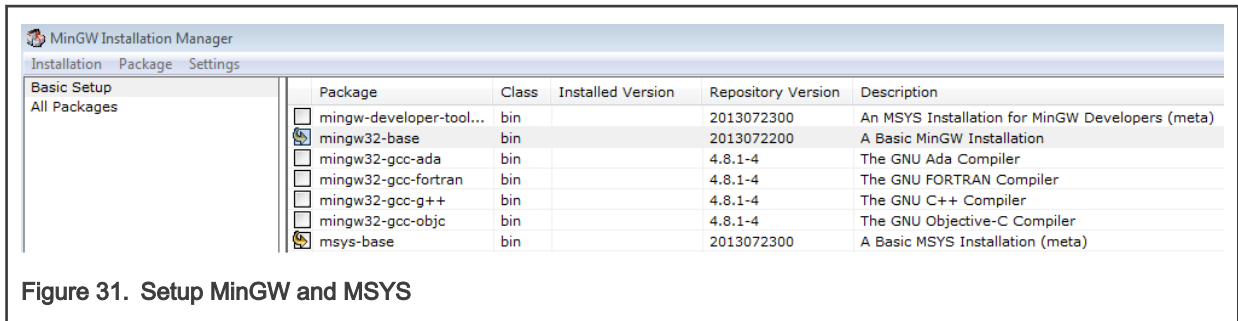 MinGW Installation Manager
Installation Package Settings
Basic Setup
All Packages
Package Class Installed Version Repository Version Description
mingw-developer-tool... bin 2013072300 An MSYS Installation for MinGW Developers (meta)
mingw32-base bin 2013072200 A Basic MinGW Installation
mingw32-gcc-ada bin 4.8.1-4 The GNU Ada Compiler
mingw32-gcc-fortran bin 4.8.1-4 The GNU FORTRAN Compiler
mingw32-gcc-g++ bin 4.8.1-4 The GNU C++ Compiler
mingw32-gcc-objc bin 4.8.1-4 The GNU Objective-C Compiler
msys-base bin 2013072300 A Basic MSYS Installation (meta)
Figure 31. Setup MinGW and MSYS